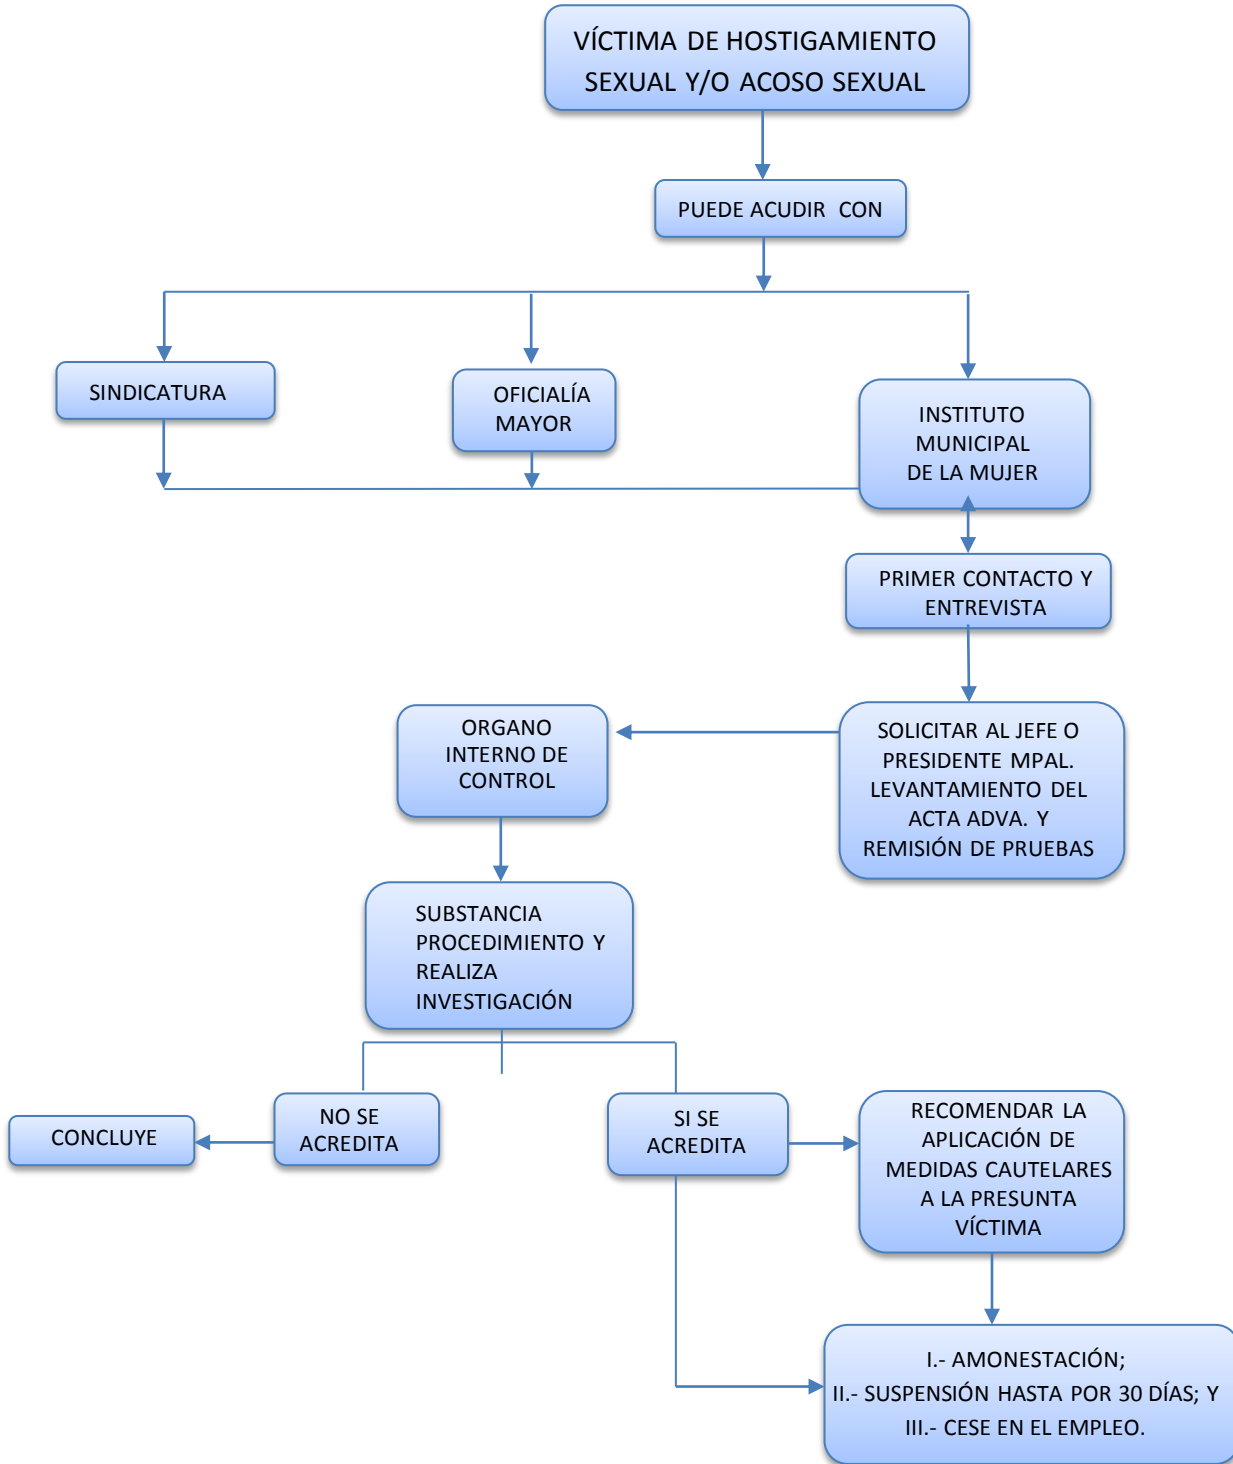 VÍCTIMA DE HOSTIGAMIENTO
SEXUAL Y/O ACOSO SEXUAL
PUEDE ACUDIR CON
SINDICATURA
OFICIALÍA
MAYOR
INSTITUTO
MUNICIPAL
DE LA MUJER
PRIMER CONTACTO Y
ENTREVISTA
SOLICITAR AL JEFE O
PRESIDENTE MPAL.
LEVANTAMIENTO DEL
ACTA ADVA. Y
REMISIÓN DE PRUEBAS
ORGANO
INTERNO DE
CONTROL
SUBSTANCIA
PROCEDIMIENTO Y
REALIZA
INVESTIGACIÓN
NO SE
ACREDITA
CONCLUYE
SI SE
ACREDITA
RECOMENDAR LA
APLICACIÓN DE
MEDIDAS CAUTELARES
A LA PRESUNTA
VÍCTIMA
I.- AMONESTACIÓN;
II.- SUSPENSIÓN HASTA POR 30 DÍAS; Y
III.- CESE EN EL EMPLEO.